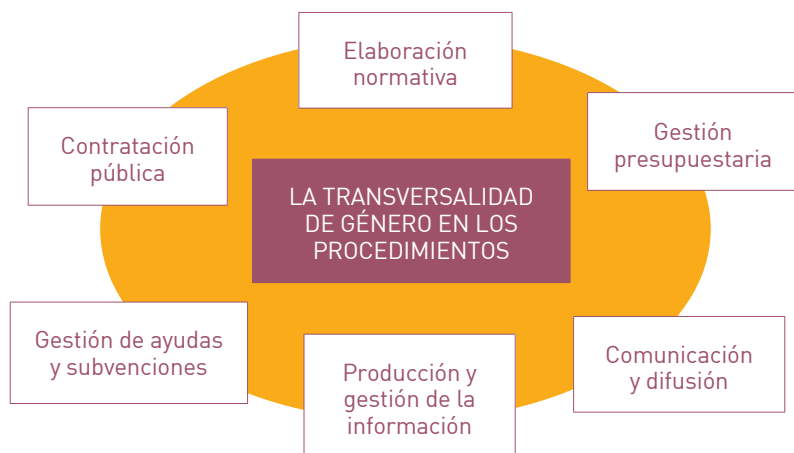 Elaboración
normativa
Contratación
pública
Gestión
presupuestaria
LA TRANSVERSALIDAD
DE GÉNERO EN LOS
PROCEDIMIENTOS
Gestión de ayudas
y subvenciones
Producción y
gestión de la
información
Comunicación
y difusión